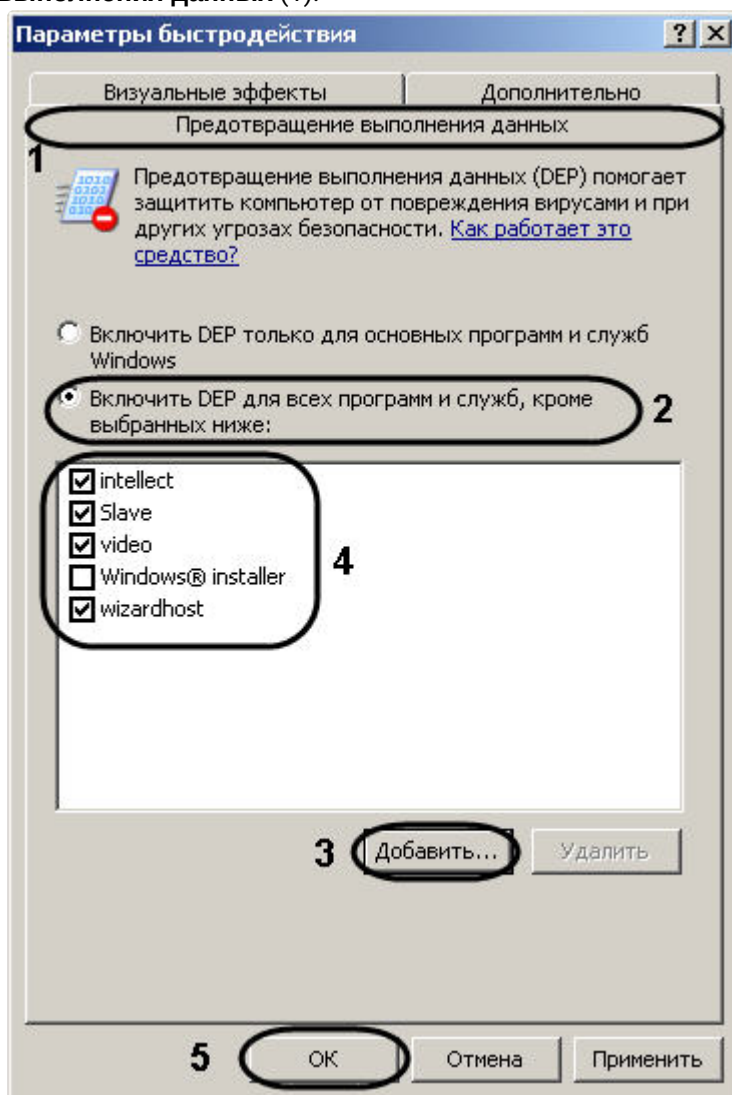 выполнения данных (1).
Параметры быстродействия
Визуальные эффекты
Дополнительно
Предотвращение выполнения данных
1
Предотвращение выполнения данных (DEP) помогает
защитить компьютер от повреждения вирусами и при
других угрозах безопасности. Как работает это
средство?
Включить DEP только для основных программ и служб
Windows
Включить DEP для всех программ и служб, кроме
выбранных ниже:
2
intellect
Slave
video
Windows® installer
wizardhost
4
3
Добавить...
Удалить
5
ОК
Отмена
Применить